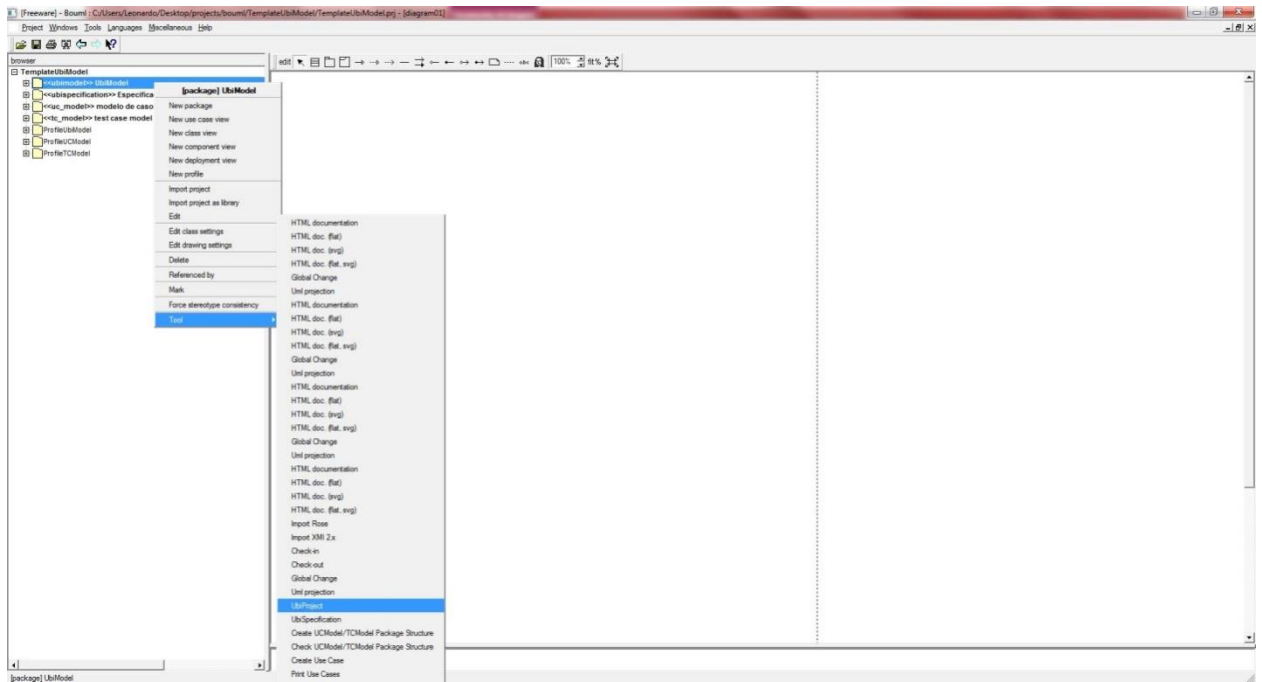 [Freeware] - Bouml : C:/Users/Leonardo/Desktop/projects/bouml/TemplateUbiModel/TemplateUbiModel.prj - [diagram01]
Project Windows Tools Languages Miscellaneous Help
browser
edit
abc
100%
fit%
TemplateUbiModel
<<ubimodel>> UbiModel
<<ubispecification>> Especifica
<<uc_model>> modelo de caso
<<tc_model>> test case model
ProfileUbiModel
ProfileUCModel
ProfileTCModel
[package] UbiModel
New package
New use case view
New class view
New component view
New deployment view
New profile
Import project
Import project as library
Edit
Edit class settings
Edit drawing settings
Delete
Referenced by
Mark
Force stereotype consistency
Tool
HTML documentation
HTML doc. (flat)
HTML doc. (svg)
HTML doc. (flat, svg)
Global Change
Uml projection
HTML documentation
HTML doc. (flat)
HTML doc. (svg)
HTML doc. (flat, svg)
Global Change
Uml projection
HTML documentation
HTML doc. (flat)
HTML doc. (svg)
HTML doc. (flat, svg)
Global Change
Uml projection
HTML documentation
HTML doc. (flat)
HTML doc. (svg)
HTML doc. (flat, svg)
Import Rose
Import XMI 2.x
Check-in
Check-out
Global Change
Uml projection
UbiProject
UbiSpecification
Create UCModel/TCModel Package Structure
Check UCModel/TCModel Package Structure
Create Use Case
Print Use Cases
[package] UbiModel